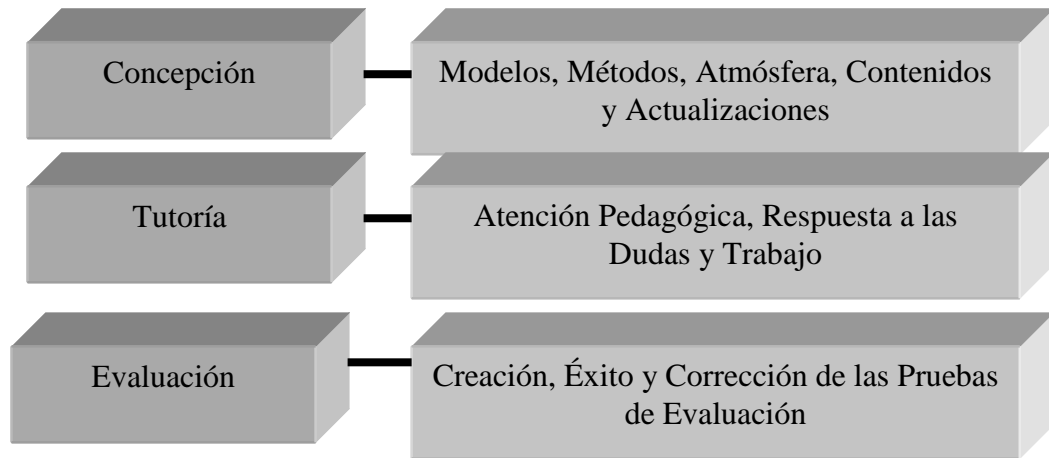 Concepción
Modelos, Métodos, Atmósfera, Contenidos
y Actualizaciones
Tutoría
Atención Pedagógica, Respuesta a las
Dudas y Trabajo
Evaluación
Creación, Éxito y Corrección de las Pruebas
de Evaluación